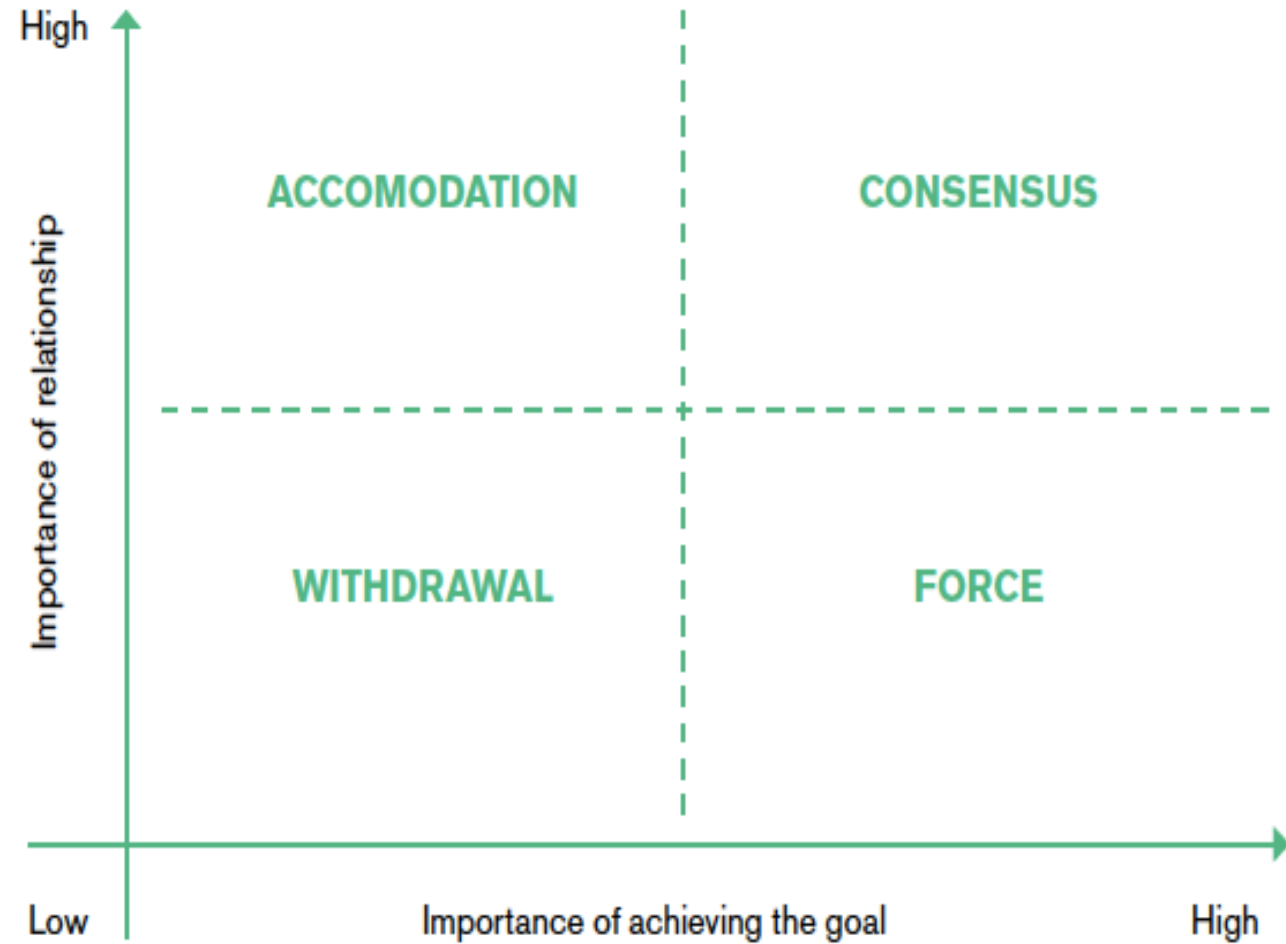 High
ACCOMODATION
CONSENSUS
Importance of relationship
WITHDRAWAL
FORCE
Low
Importance of achieving the goal
High